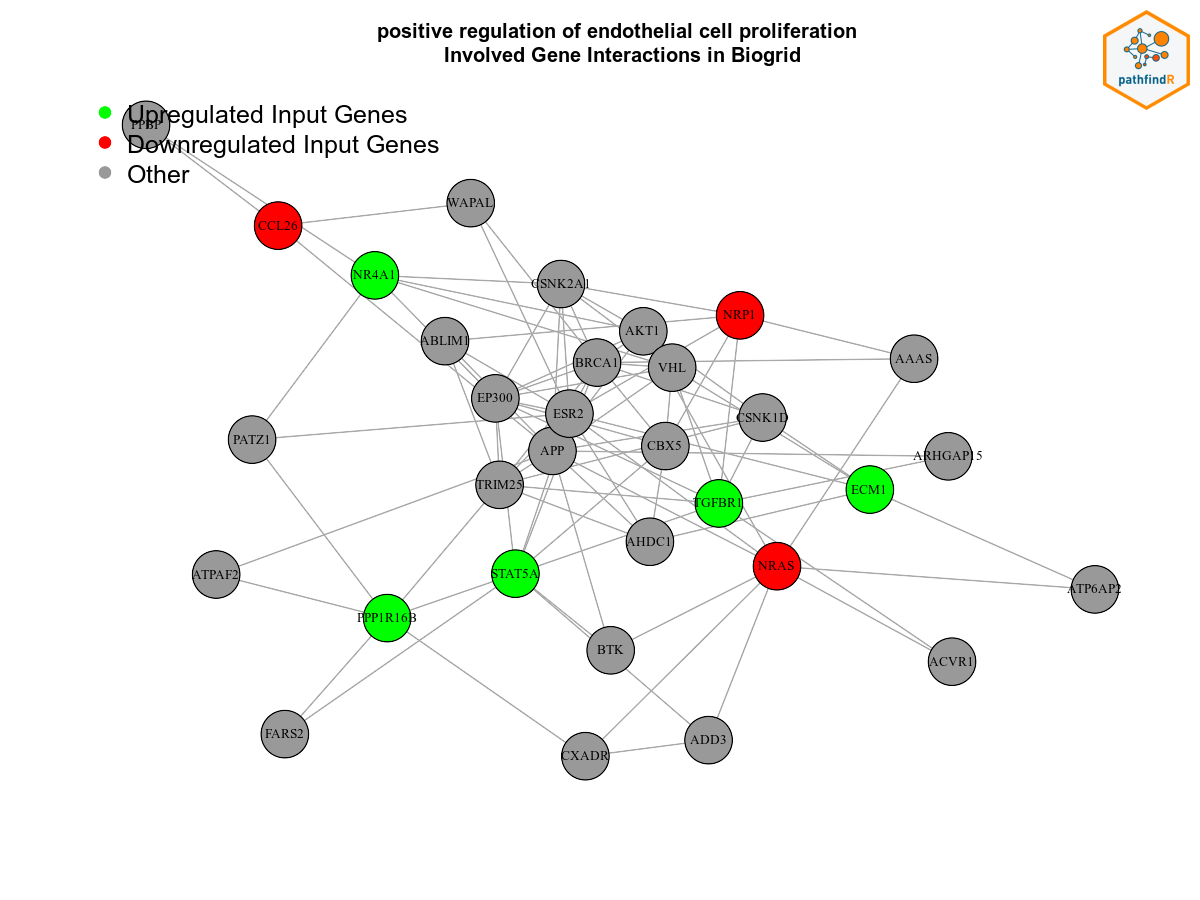 positive regulation of endothelial cell proliferation
Involved Gene Interactions in Biogrid
pathfindR
Upregulated Input Genes
Downregulated Input Genes
Other
PPBP
CCL26
WAPAL
NR4A1
CSNK2A1
NRP1
AKT1
ABLIM1
BRCA1
VHL
AAAS
EP300
ESR2
CSNK1D
PATZ1
APP
CBX5
ARHGAP15
TRIM25
ECM1
TGFBR1
AHDC1
NRAS
ATPAF2
STAT5A
ATP6AP2
PPP1R16B
BTK
ACVR1
FARS2
ADD3
CXADR